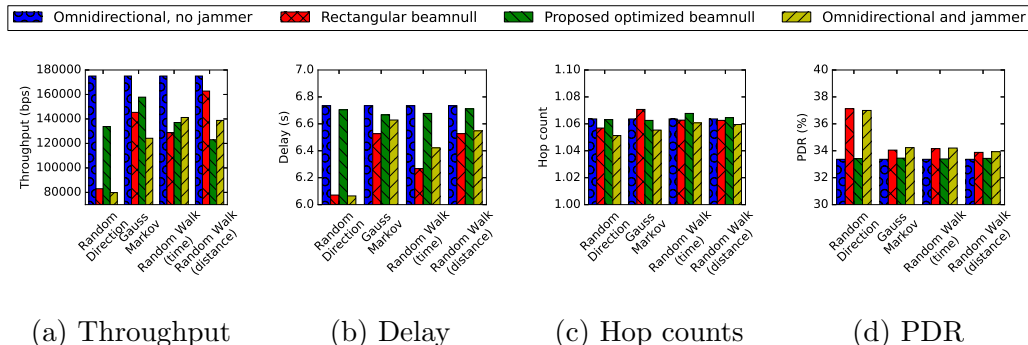 Omnidirectional, no jammer Rectangular beamnull Proposed optimized beamnull Omnidirectional and jammer
Throughput (bps)
180000
160000
140000
120000
100000
80000
Random Direction
Gauss Markov
Random Walk (time)
Random Walk (distance)
(a) Throughput
Delay (s)
7.0
6.8
6.6
6.4
6.2
6.0
Random Direction
Gauss Markov
Random Walk (time)
Random Walk (distance)
(b) Delay
Hop count
1.10
1.08
1.06
1.04
1.02
1.00
Random Direction
Gauss Markov
Random Walk (time)
Random Walk (distance)
(c) Hop counts
PDR (%)
40
38
36
34
32
30
Random Direction
Gauss Markov
Random Walk (time)
Random Walk (distance)
(d) PDR